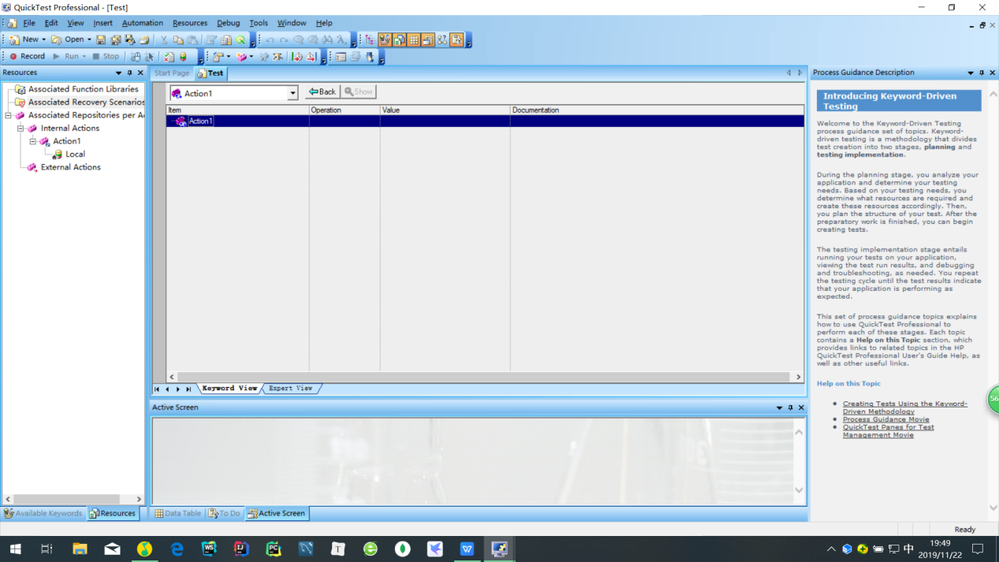 QuickTest Professional - [Test]
File Edit View Insert Automation Resources Debug Tools Window Help
New Open
Record Run Stop
Resources
Associated Function Libraries
Associated Recovery Scenarios
Associated Repositories per A
Internal Actions
Action1
Local
External Actions
Available Keywords Resources
Start Page Test
Action1 Back Show
Item Operation Value Documentation
Action1
Keyword View Expert View
Active Screen
Data Table To Do Active Screen
Process Guidance Description
Introducing Keyword-Driven
Testing
Welcome to the Keyword-Driven Testing
process guidance set of topics. Keyword-
driven testing is a methodology that divides
test creation into two stages, planning and
testing implementation.
During the planning stage, you analyze your
application and determine your testing
needs. Based on your testing needs, you
determine what resources are required and
create these resources accordingly. Then,
you plan the structure of your test. After the
preparatory work is finished, you can begin
creating tests.
The testing implementation stage entails
running your tests on your application,
viewing the test run results, and debugging
and troubleshooting, as needed. You repeat
the testing cycle until the test results indicate
that your application is performing as
expected.
This set of process guidance topics explains
how to use QuickTest Professional to
perform each of these stages. Each topic
contains a Help on this Topic section, which
provides links to related topics in the HP
QuickTest Professional User's Guide Help, as
well as other useful links.
Help on this Topic
Creating Tests Using the Keyword-
Driven Methodology
Process Guidance Movie
QuickTest Panes for Test
Management Movie
56
Ready
WS IJ PC T W 中
19:49
2019/11/22